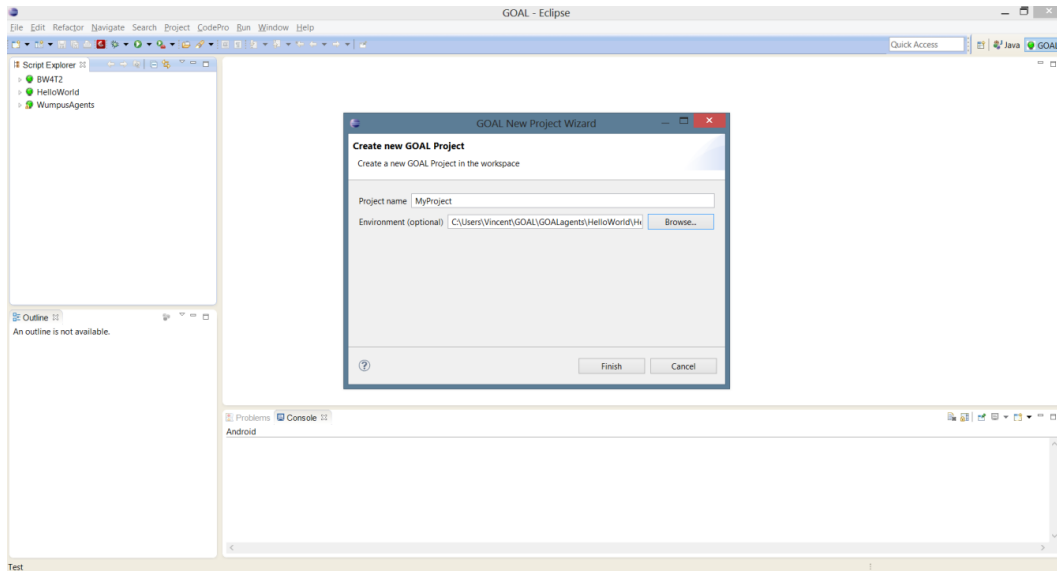 GOAL - Eclipse
File Edit Refactor Navigate Search Project CodePro Run Window Help
Quick Access
Java
GOAL
Script Explorer
BW4T2
HelloWorld
WumpusAgents
GOAL New Project Wizard
Create new GOAL Project
Create a new GOAL Project in the workspace
Project name MyProject
Environment (optional) C:\Users\Vincent\GOAL\GOALagents\HelloWorld\He Browse...
Finish Cancel
Outline
An outline is not available.
Problems Console
Android
Test